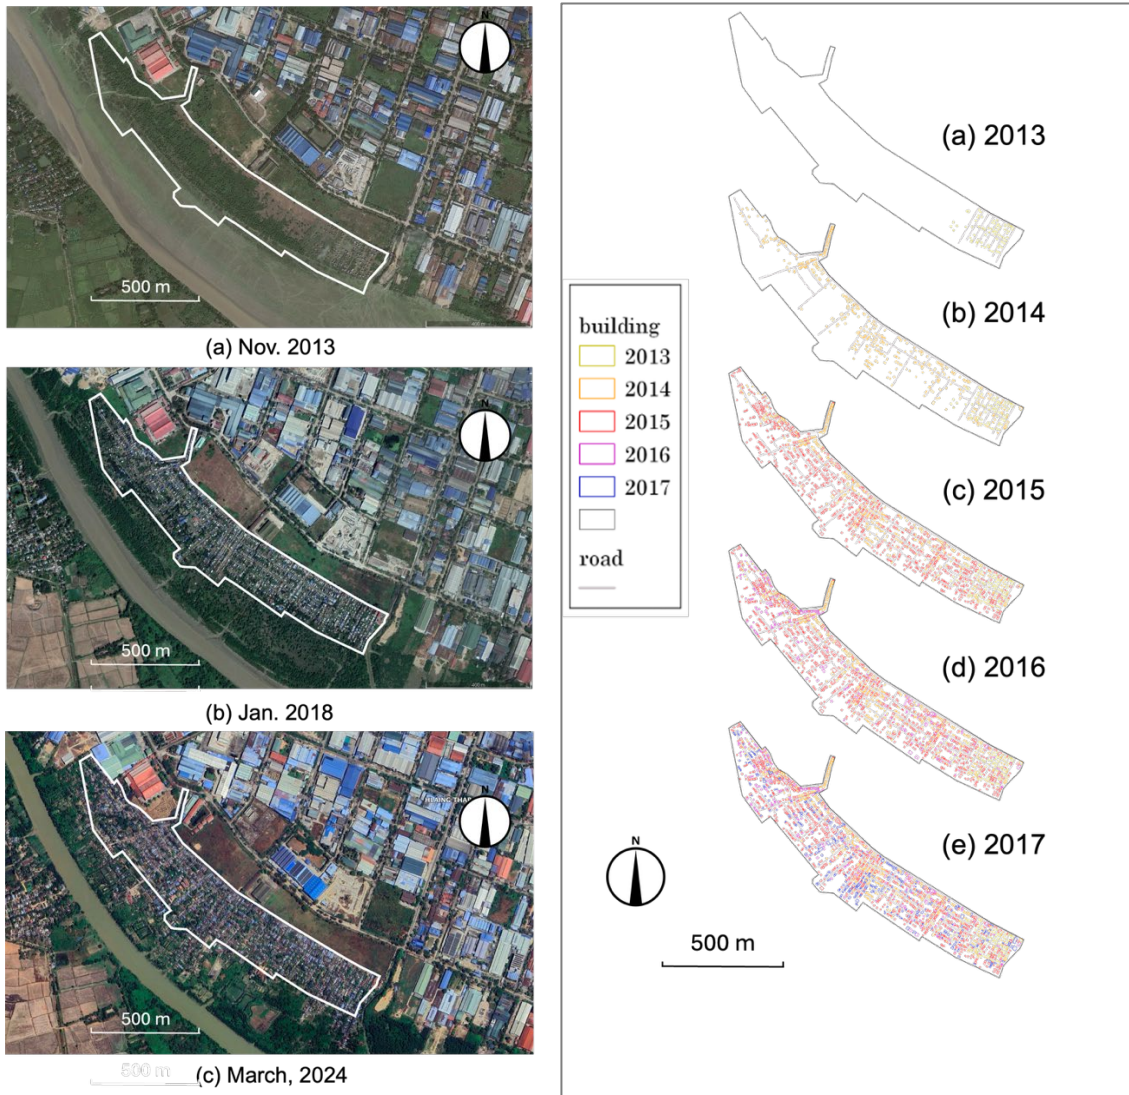 N
500 m
(a) Nov. 2013
N
500 m
(b) Jan. 2018
N
500 m
500 m
(c) March, 2024
(a) 2013
(b) 2014
(c) 2015
(d) 2016
(e) 2017
building
2013
2014
2015
2016
2017
road
N
500 m